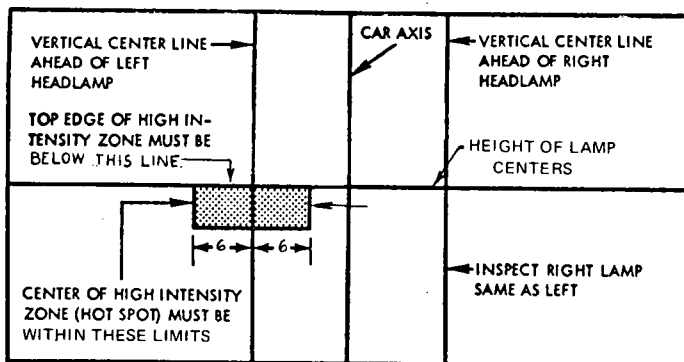 VERTICAL CENTER LINE
AHEAD OF LEFT
HEADLAMP
TOP EDGE OF HIGH IN-
TENSITY ZONE MUST BE
BELOW THIS LINE
CAR AXIS
VERTICAL CENTER LINE
AHEAD OF RIGHT
HEADLAMP
HEIGHT OF LAMP
CENTERS
6 6
CENTER OF HIGH INTENSITY
ZONE (HOT SPOT) MUST BE
WITHIN THESE LIMITS
INSPECT RIGHT LAMP
SAME AS LEFT